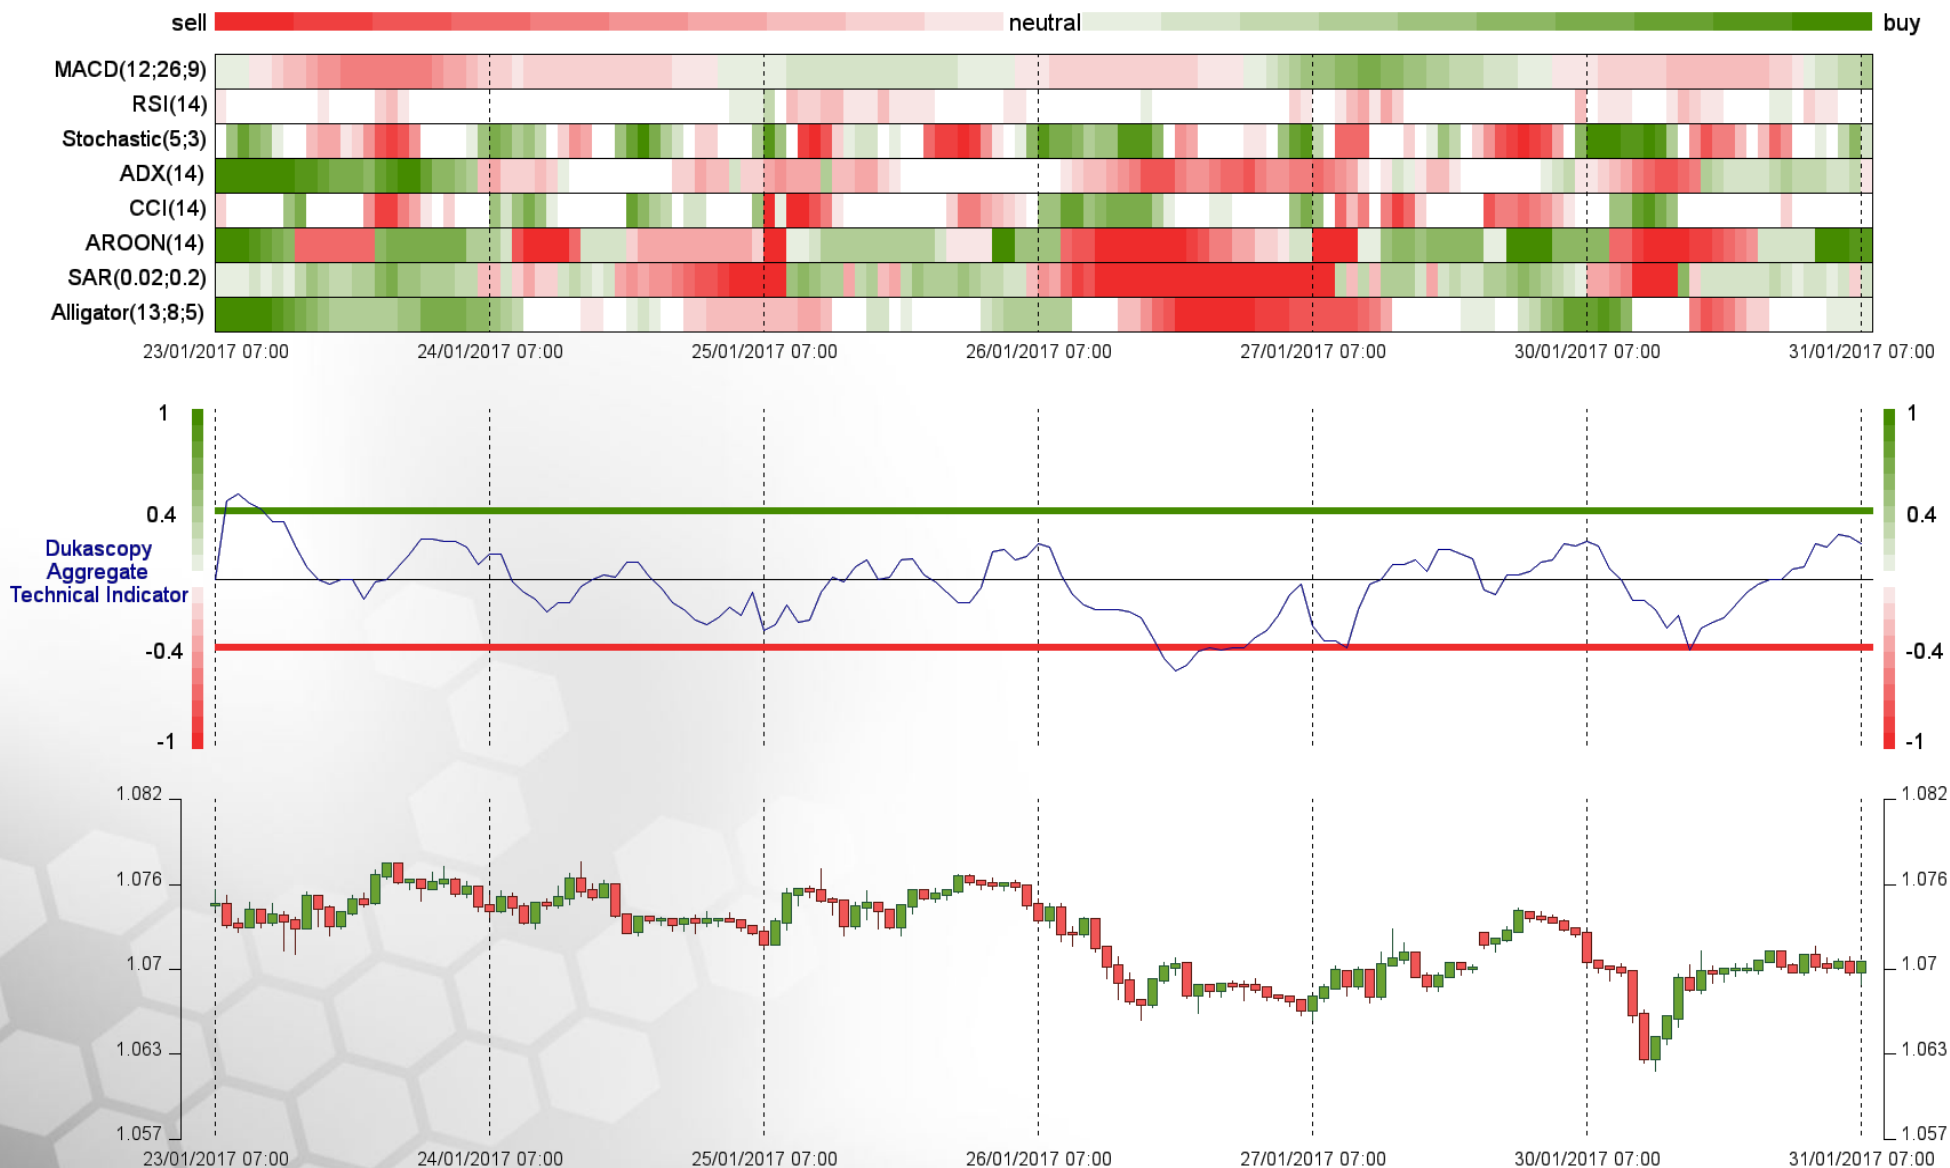 sell neutral buy
MACD(12;26;9)
RSI(14)
Stochastic(5;3)
ADX(14)
CCI(14)
AROON(14)
SAR(0.02;0.2)
Alligator(13;8;5)
23/01/2017 07:00 24/01/2017 07:00 25/01/2017 07:00 26/01/2017 07:00 27/01/2017 07:00 30/01/2017 07:00 31/01/2017 07:00
1 1
0.4 0.4
Dukascopy
Aggregate
Technical Indicator
-0.4 -0.4
-1 -1
1.082 1.082
1.076 1.076
1.07 1.07
1.063 1.063
1.057 1.057
23/01/2017 07:00 24/01/2017 07:00 25/01/2017 07:00 26/01/2017 07:00 27/01/2017 07:00 30/01/2017 07:00 31/01/2017 07:00